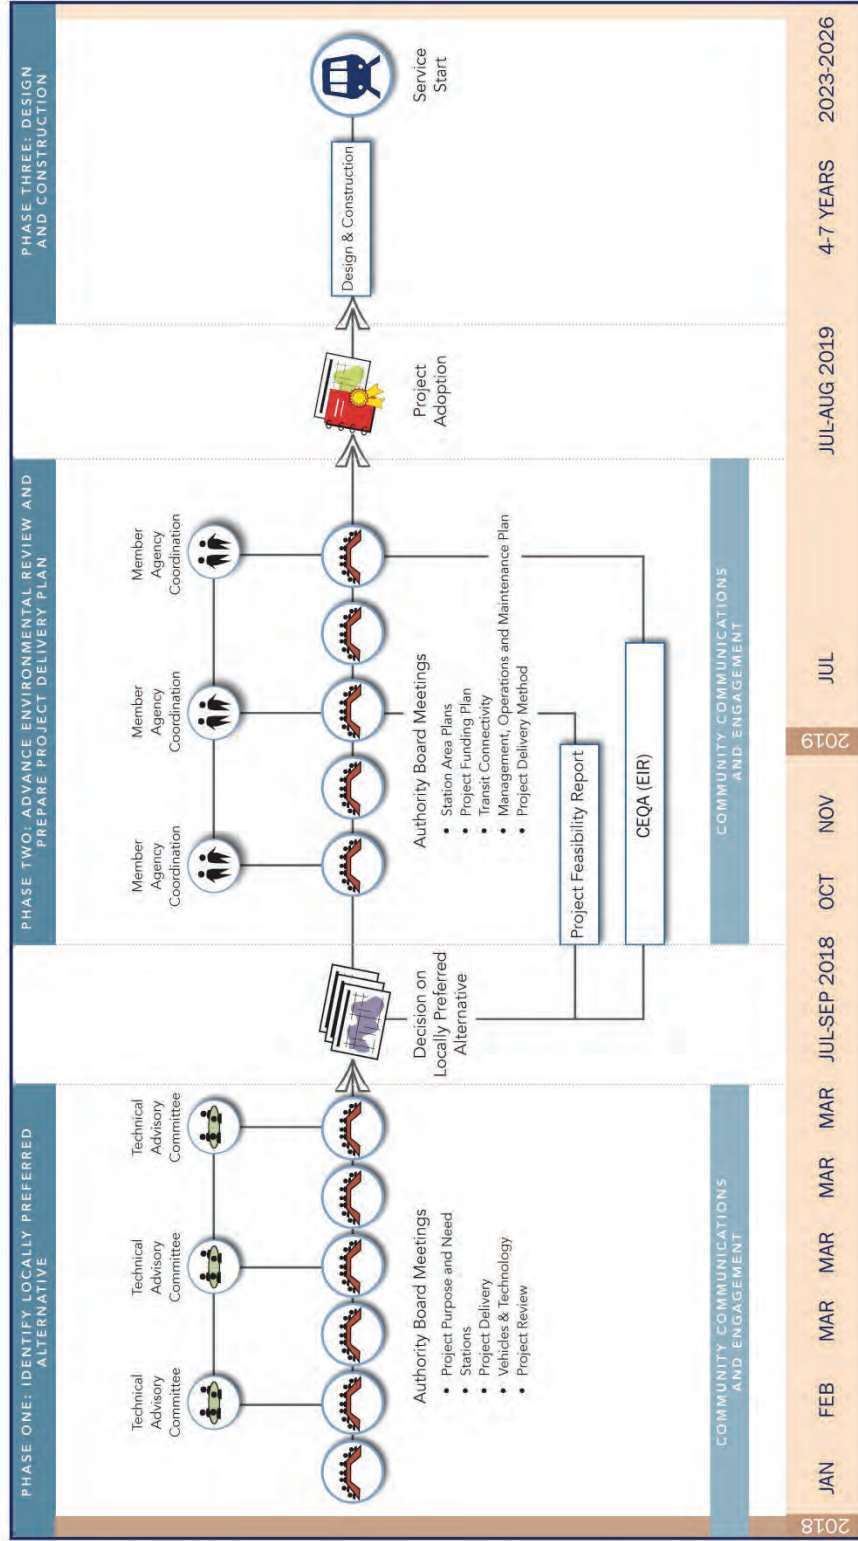 PHASE ONE: IDENTIFY LOCALLY PREFERRED
ALTERNATIVE
Technical
Advisory
Committee
Technical
Advisory
Committee
Technical
Advisory
Committee
Authority Board Meetings
• Project Purpose and Need
• Stations
• Project Delivery
• Vehicles & Technology
• Project Review
COMMUNITY COMMUNICATIONS
AND ENGAGEMENT
Decision on
Locally Preferred
Alternative
PHASE TWO: ADVANCE ENVIRONMENTAL REVIEW AND
PREPARE PROJECT DELIVERY PLAN
Member
Agency
Coordination
Member
Agency
Coordination
Member
Agency
Coordination
Authority Board Meetings
• Station Area Plans
• Project Funding Plan
• Transit Connectivity
• Management, Operations and Maintenance Plan
• Project Delivery Method
Project Feasibility Report
CEQA (EIR)
COMMUNITY COMMUNICATIONS
AND ENGAGEMENT
Project
Adoption
PHASE THREE: DESIGN
AND CONSTRUCTION
Design & Construction
Service
Start
2018
JAN
FEB
MAR
MAR
MAR
MAR
JUL-SEP 2018
OCT
NOV
2019
JUL
JUL-AUG 2019
4-7 YEARS
2023-2026